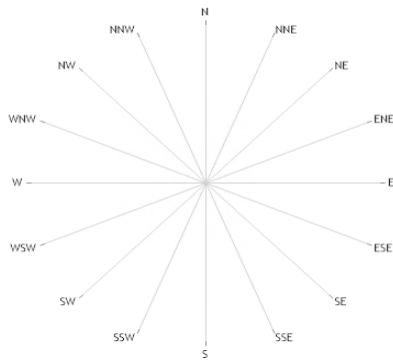 N
NNW NNE
NW NE
WNW ENE
W E
WSW ESE
SW SE
SSW SSE
S